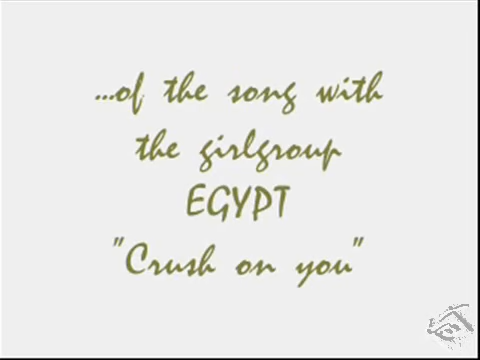 ...of the song with
the girlgroup
EGYPT
"Crush on you"